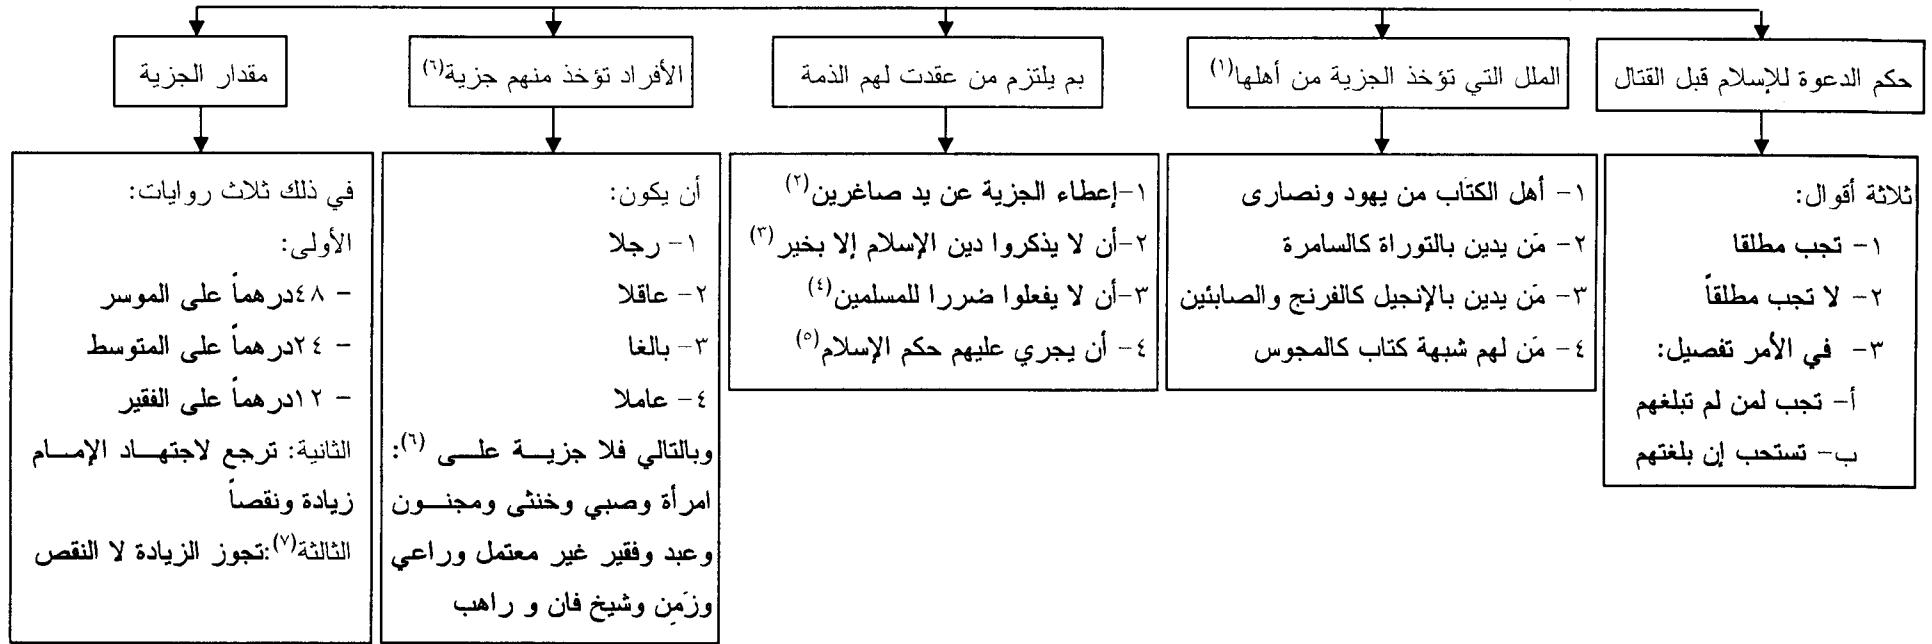 حكم الدعوة للإسلام قبل القتال
ثلاثة أقوال:
١- تجب مطلقا
٢- لا تجب مطلقاً
٣- في الأمر تفصيل:
أ- تجب لمن لم تبلغهم
ب- تستحب إن بلغتهم
الملل التي تؤخذ الجزية من أهلها(١)
١- أهل الكتاب من يهود ونصارى
٢- مَن يدين بالتوراة كالسامرة
٣- مَن يدين بالإنجيل كالفرنج والصابئين
٤- مَن لهم شبهة كتاب كالمجوس
بم يلتزم من عقدت لهم الذمة
١-إعطاء الجزية عن يد صاغرين(٢)
٢-أن لا يذكروا دين الإسلام إلا بخير(٣)
٣-أن لا يفعلوا ضررا للمسلمين(٤)
٤- أن يجري عليهم حكم الإسلام(٥)
الأفراد تؤخذ منهم جزية(٦)
أن يكون:
١- رجلا
٢- عاقلا
٣- بالغا
٤- عاملا
وبالتالي فلا جزية على (٦):
امرأة وصبي وخنثى ومجنون
وعبد وفقير غير معتمل وراعي
وزَمِن وشيخ فان و راهب
مقدار الجزية
في ذلك ثلاث روايات:
الأولى:
- ٤٨درهماً على الموسر
- ٢٤درهماً على المتوسط
- ١٢درهماً على الفقير
الثانية: ترجع لاجتهاد الإمام
زيادة ونقصاً
الثالثة(٧):تجوز الزيادة لا النقص